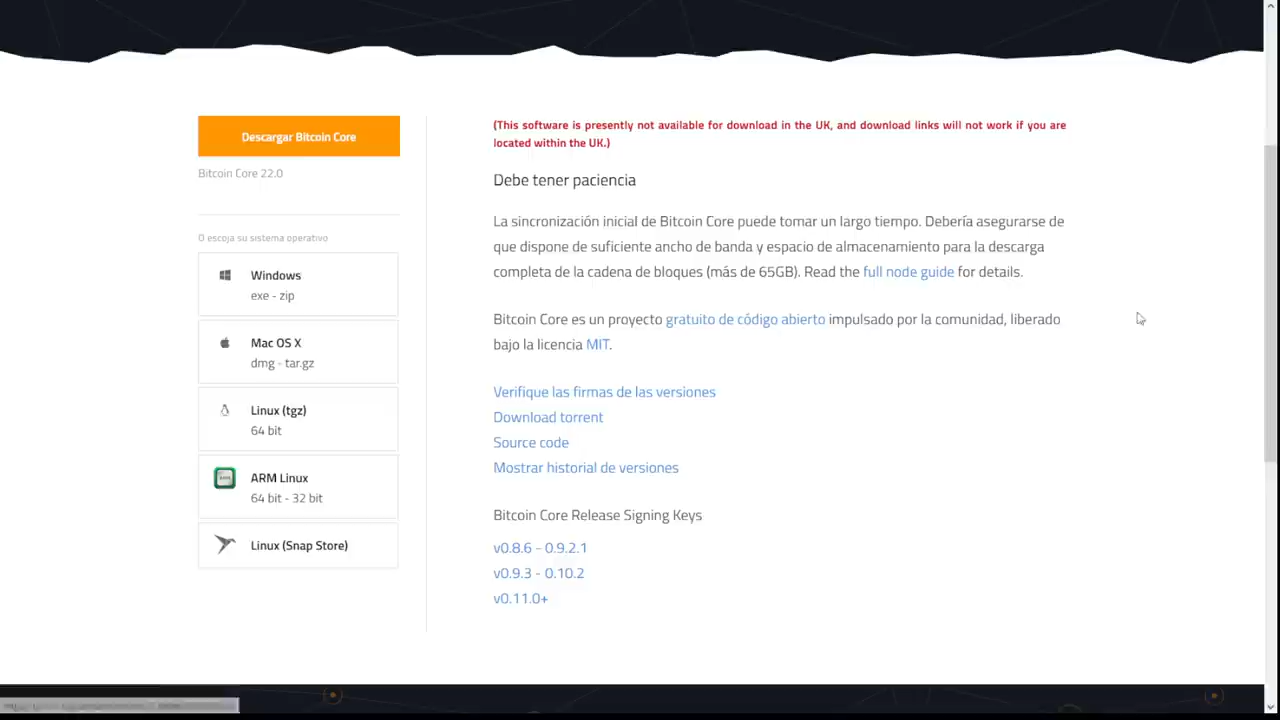 Descargar Bitcoin Core
Bitcoin Core 22.0
O escoja su sistema operativo
Windows
exe - zip
Mac OS X
dmg - tar.gz
Linux (tgz)
64 bit
ARM Linux
64 bit - 32 bit
Linux (Snap Store)
(This software is presently not available for download in the UK, and download links will not work if you are
located within the UK.)
Debe tener paciencia
La sincronización inicial de Bitcoin Core puede tomar un largo tiempo. Debería asegurarse de
que dispone de suficiente ancho de banda y espacio de almacenamiento para la descarga
completa de la cadena de bloques (más de 65GB). Read the full node guide for details.
Bitcoin Core es un proyecto gratuito de código abierto impulsado por la comunidad, liberado
bajo la licencia MIT.
Verifique las firmas de las versiones
Download torrent
Source code
Mostrar historial de versiones
Bitcoin Core Release Signing Keys
v0.8.6 - 0.9.2.1
v0.9.3 - 0.10.2
v0.11.0+